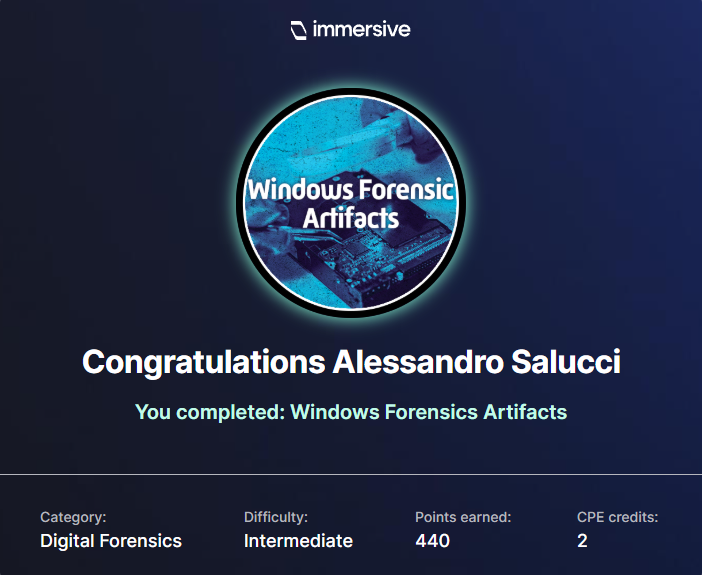 immersive
Windows Forensic
Artifacts
Congratulations Alessandro Salucci
You completed: Windows Forensics Artifacts
Category: Difficulty: Points earned: CPE credits:
Digital Forensics Intermediate 440 2